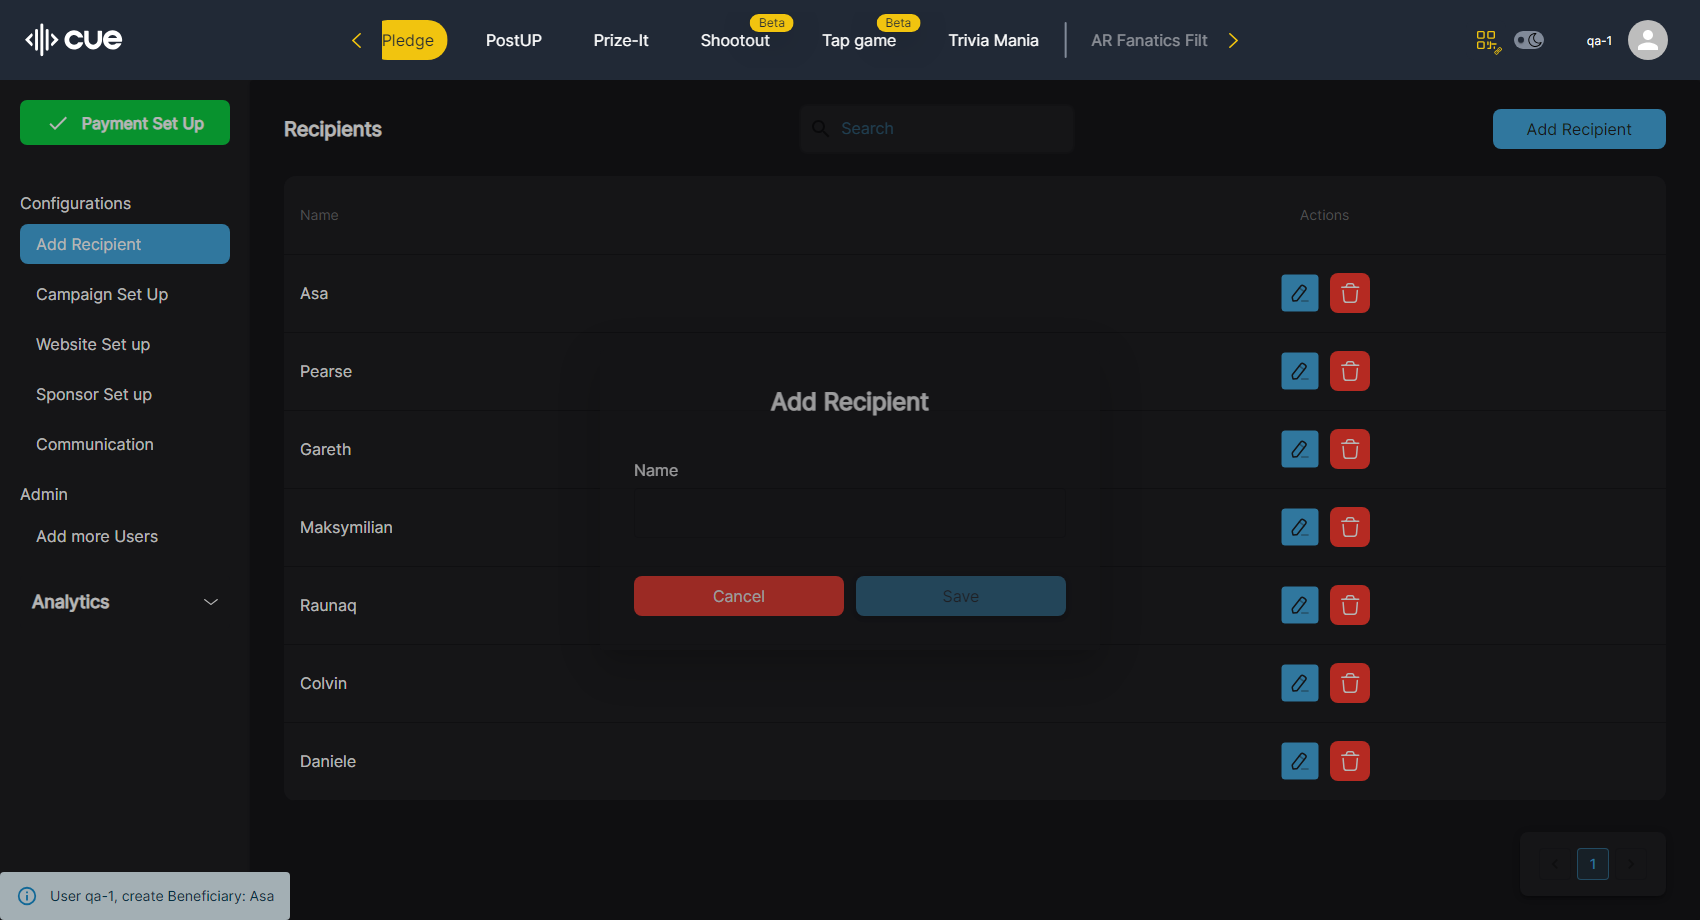 cue
Pledge
PostUP
Prize-It
Beta
Shootout
Beta
Tap game
Trivia Mania
AR Fanatics Filt
qa-1
Payment Set Up
Configurations
Add Recipient
Campaign Set Up
Website Set up
Sponsor Set up
Communication
Admin
Add more Users
Analytics
Recipients
Search
Add Recipient
Name
Actions
Asa
Pearse
Gareth
Maksymilian
Raunaq
Colvin
Daniele
Add Recipient
Name
Cancel
Save
1
User qa-1, create Beneficiary: Asa